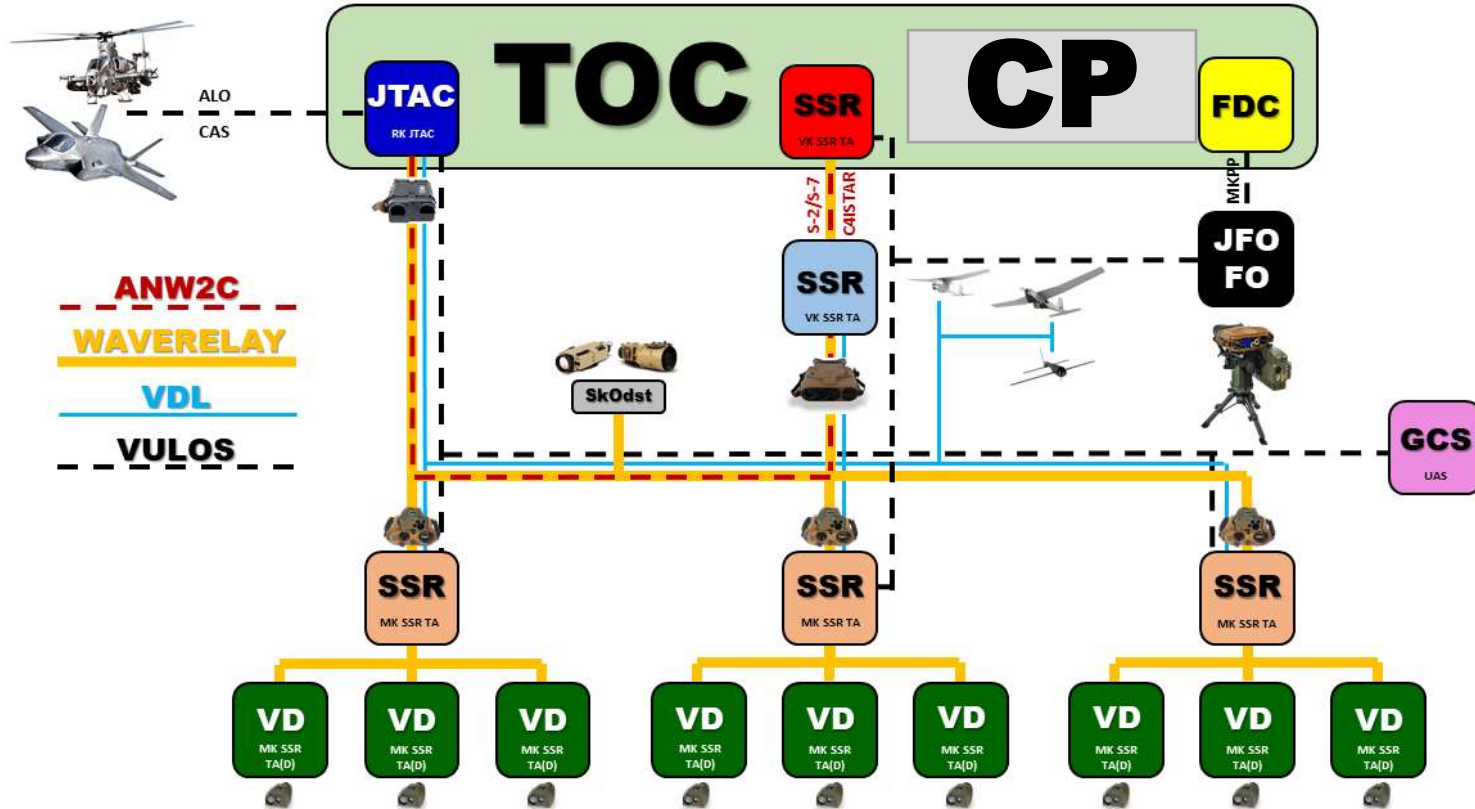 TOC
CP
JTAC
RK JTAC
SSR
VK SSR TA
FDC
ALO
CAS
S-2/S-7
C4ISTAR
MKPP
JFO
FO
SSR
VK SSR TA
ANW2C
WAVERELAY
VDL
VULOS
SkOdst
GCS
UAS
SSR
MK SSR TA
SSR
MK SSR TA
SSR
MK SSR TA
VD
MK SSR
TA(D)
VD
MK SSR
TA(D)
VD
MK SSR
TA(D)
VD
MK SSR
TA(D)
VD
MK SSR
TA(D)
VD
MK SSR
TA(D)
VD
MK SSR
TA(D)
VD
MK SSR
TA(D)
VD
MK SSR
TA(D)